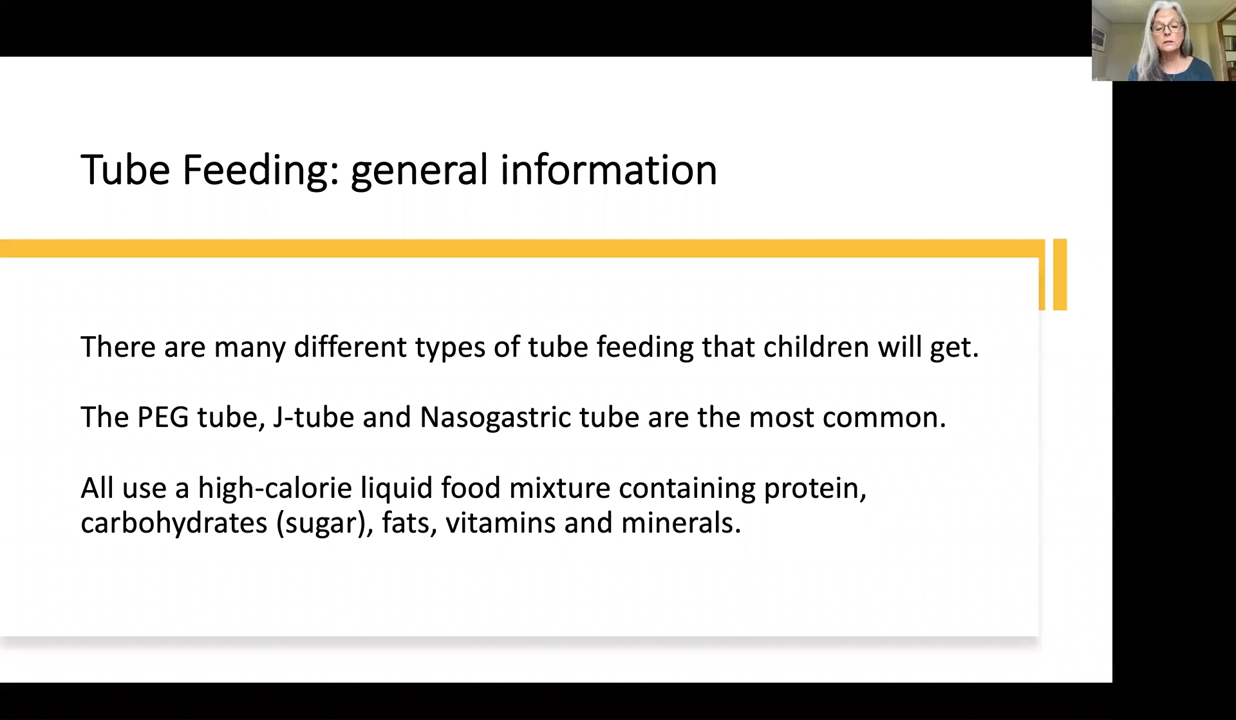 Tube Feeding: general information
There are many different types of tube feeding that children will get.
The PEG tube, J-tube and Nasogastric tube are the most common.
All use a high-calorie liquid food mixture containing protein,
carbohydrates (sugar), fats, vitamins and minerals.